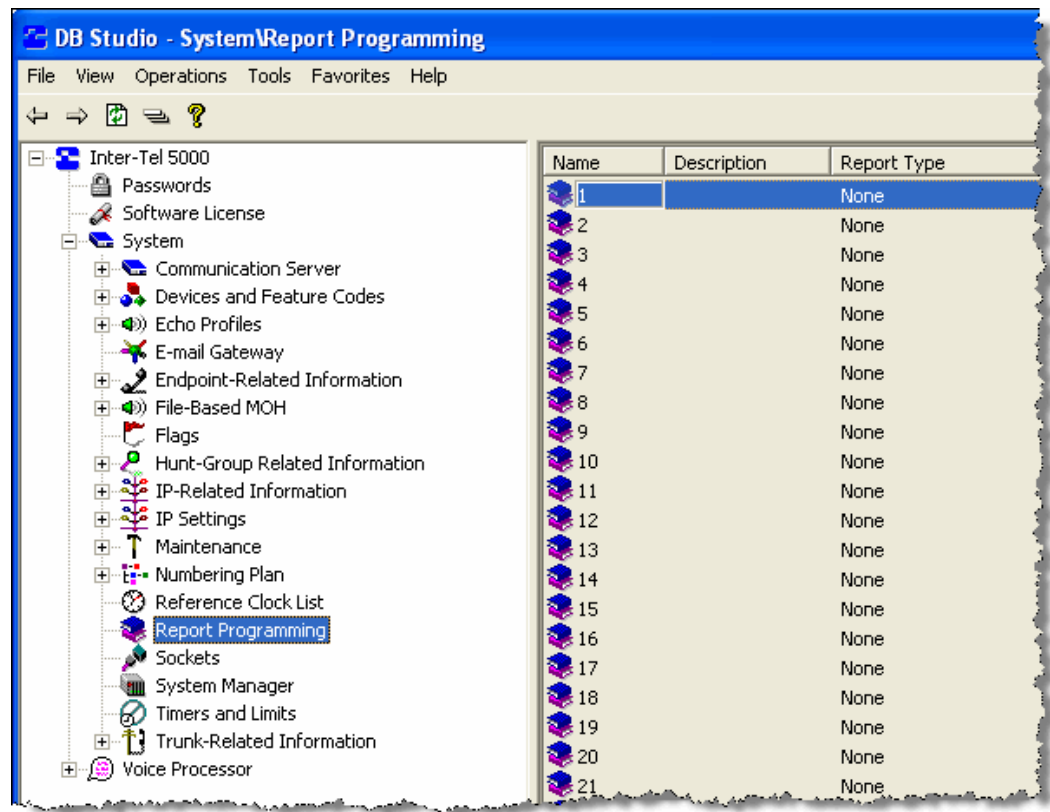 DB Studio - System\Report Programming
File View Operations Tools Favorites Help
Inter-Tel 5000
Passwords
Software License
System
Communication Server
Devices and Feature Codes
Echo Profiles
E-mail Gateway
Endpoint-Related Information
File-Based MOH
Flags
Hunt-Group Related Information
IP-Related Information
IP Settings
Maintenance
Numbering Plan
Reference Clock List
Report Programming
Sockets
System Manager
Timers and Limits
Trunk-Related Information
Voice Processor
Name Description Report Type
1 None
2 None
3 None
4 None
5 None
6 None
7 None
8 None
9 None
10 None
11 None
12 None
13 None
14 None
15 None
16 None
17 None
18 None
19 None
20 None
21 None